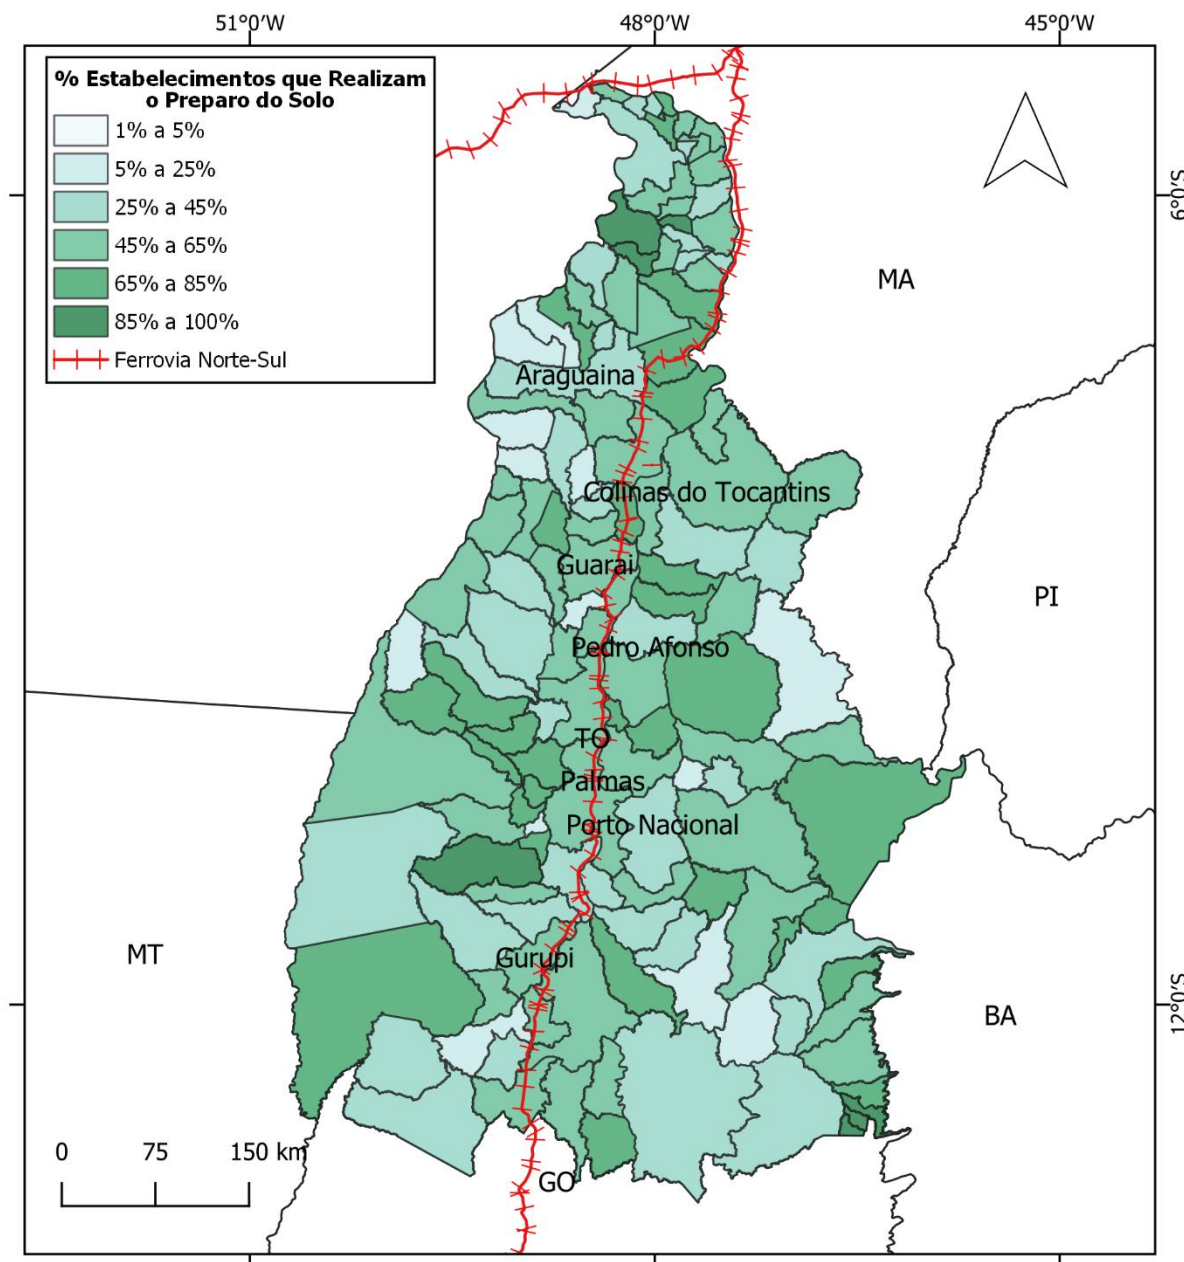 51°0'W
48°0'W
45°0'W
% Estabelecimentos que Realizam
o Preparo do Solo
1% a 5%
5% a 25%
25% a 45%
45% a 65%
65% a 85%
85% a 100%
Ferrovia Norte-Sul
6°0'S
MA
Araguaina
Colinas do Tocantins
Guarai
PI
Pedro Afonso
TO
Palmas
Porto Nacional
MT
Gurupi
12°0'S
BA
0 75 150 km
GO